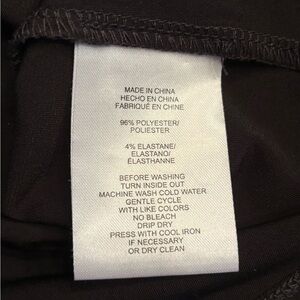 MADE IN CHINA
HECHO EN CHINA
FABRIQUÉ EN CHINE
96% POLYESTER/
POLIESTER
4% ELASTANE/
ELASTANO/
ÉLASTHANNE
BEFORE WASHING
TURN INSIDE OUT
MACHINE WASH COLD WATER
GENTLE CYCLE
WITH LIKE COLORS
NO BLEACH
DRIP DRY
PRESS WITH COOL IRON
IF NECESSARY
OR DRY CLEAN